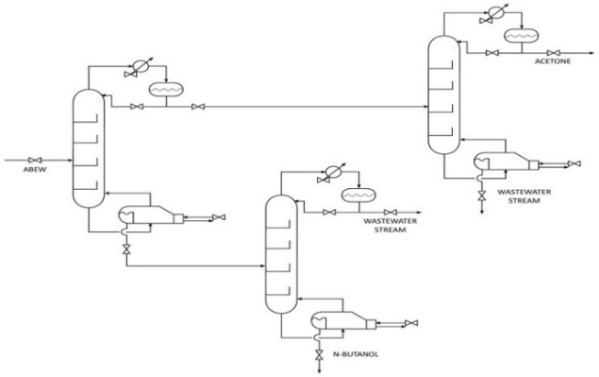 ACETONE
ABEW
WASTEWATER
STREAM
WASTEWATER
STREAM
N-BUTANOL